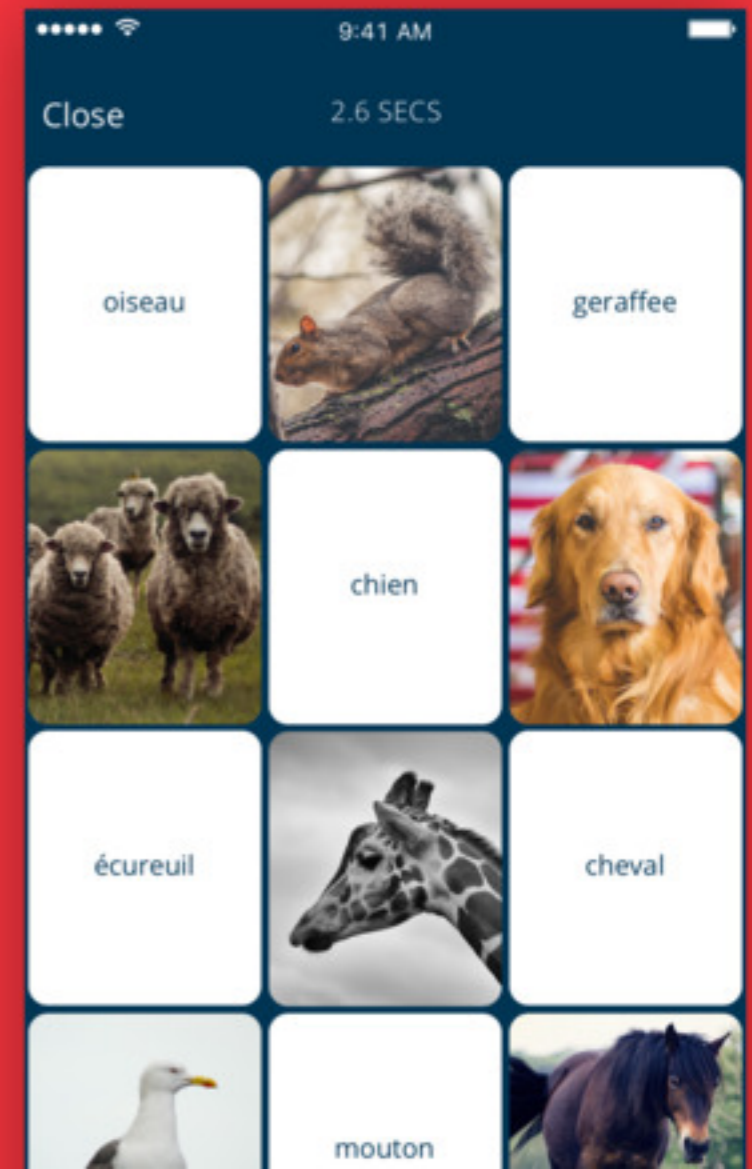 9:41 AM
Close
2.6 SECS
oiseau
geraffee
chien
écureuil
cheval
mouton